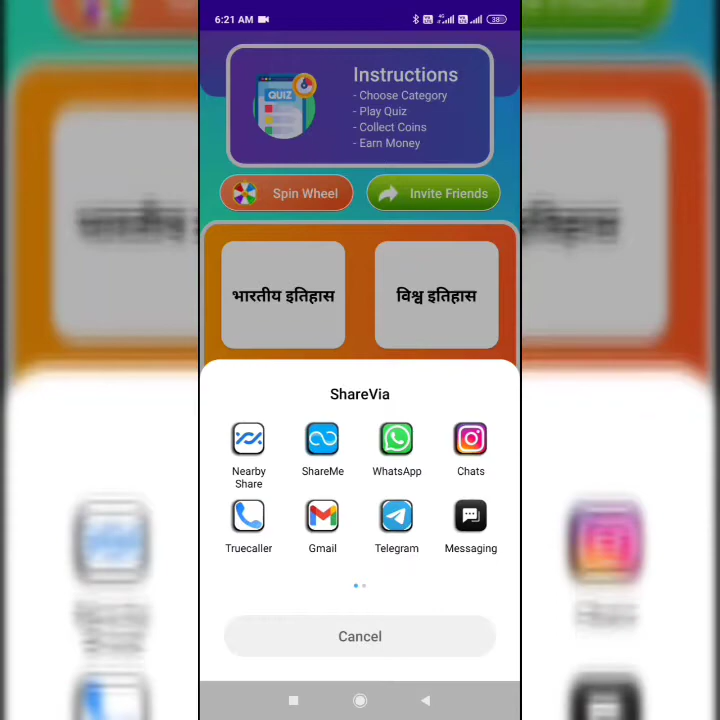 6:21 AM
38
Instructions
- Choose Category
- Play Quiz
- Collect Coins
- Earn Money
QUIZ
Spin Wheel
Invite Friends
भारतीय इतिहास
विश्व इतिहास
ShareVia
Nearby Share
ShareMe
WhatsApp
Chats
Truecaller
Gmail
Telegram
Messaging
Cancel